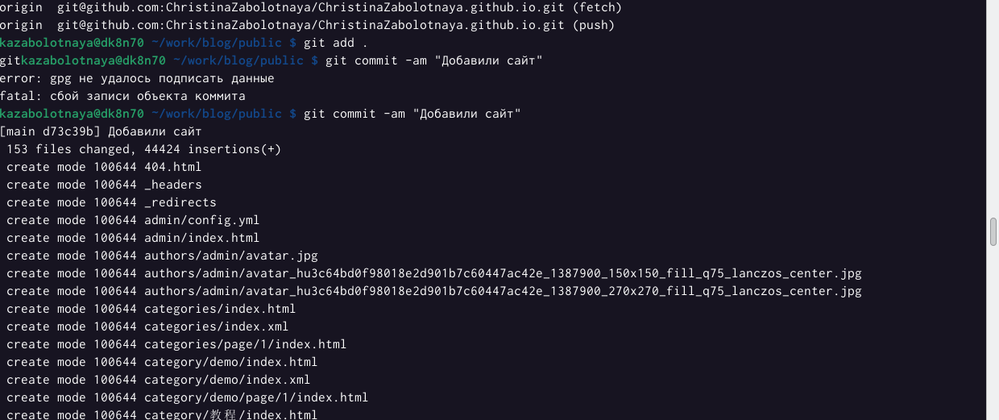 origin  git@github.com:ChristinaZabolotnaya/ChristinaZabolotnaya.github.io.git (fetch)
origin  git@github.com:ChristinaZabolotnaya/ChristinaZabolotnaya.github.io.git (push)
kazabolotnaya@dk8n70 ~/work/blog/public $ git add .
gitkazabolotnaya@dk8n70 ~/work/blog/public $ git commit -am "Добавили сайт"
error: gpg не удалось подписать данные
fatal: сбой записи объекта коммита
kazabolotnaya@dk8n70 ~/work/blog/public $ git commit -am "Добавили сайт"
[main d73c39b] Добавили сайт
 153 files changed, 44424 insertions(+)
 create mode 100644 404.html
 create mode 100644 _headers
 create mode 100644 _redirects
 create mode 100644 admin/config.yml
 create mode 100644 admin/index.html
 create mode 100644 authors/admin/avatar.jpg
 create mode 100644 authors/admin/avatar_hu3c64bd0f98018e2d901b7c60447ac42e_1387900_150x150_fill_q75_lanczos_center.jpg
 create mode 100644 authors/admin/avatar_hu3c64bd0f98018e2d901b7c60447ac42e_1387900_270x270_fill_q75_lanczos_center.jpg
 create mode 100644 categories/index.html
 create mode 100644 categories/index.xml
 create mode 100644 categories/page/1/index.html
 create mode 100644 category/demo/index.html
 create mode 100644 category/demo/index.xml
 create mode 100644 category/demo/page/1/index.html
 create mode 100644 category/教程/index.html